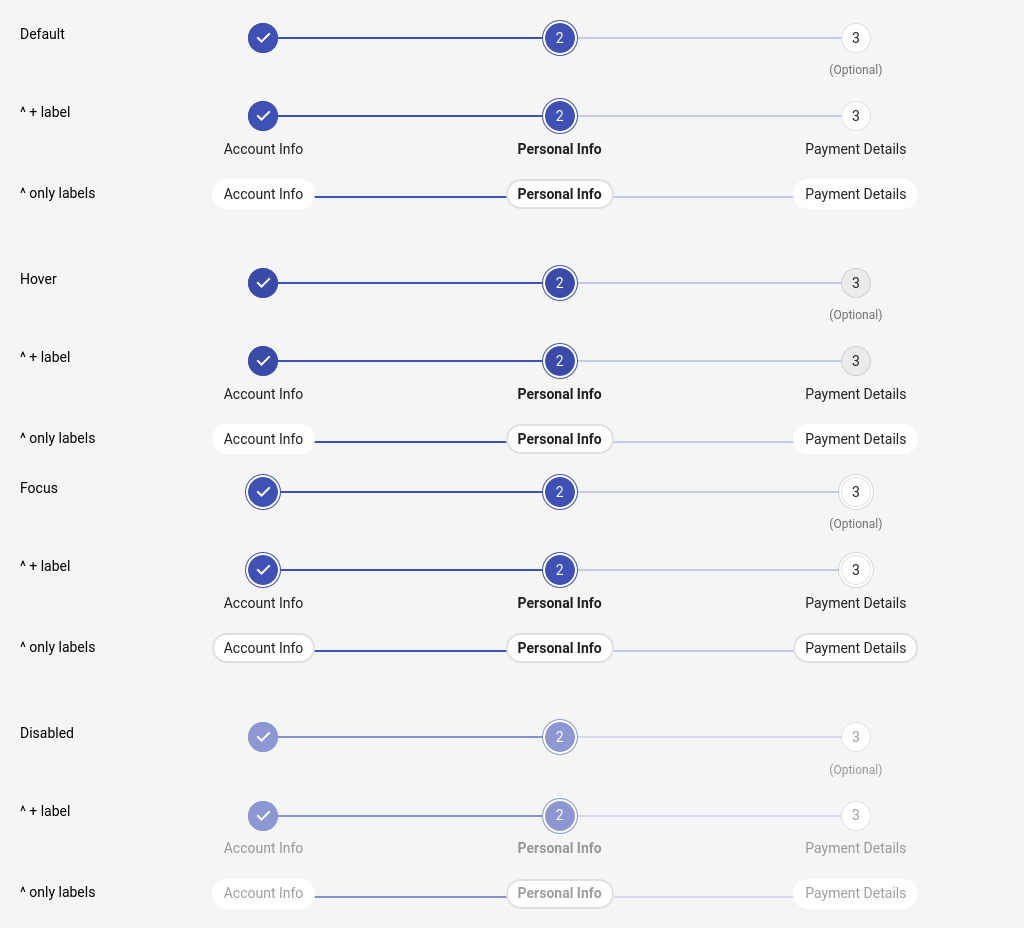 Default 2 3
(Optional)
^ + label 2 3
Account Info Personal Info Payment Details
^ only labels Account Info Personal Info Payment Details
Hover 2 3
(Optional)
^ + label 2 3
Account Info Personal Info Payment Details
^ only labels Account Info Personal Info Payment Details
Focus 2 3
(Optional)
^ + label 2 3
Account Info Personal Info Payment Details
^ only labels Account Info Personal Info Payment Details
Disabled 2 3
(Optional)
^ + label 2 3
Account Info Personal Info Payment Details
^ only labels Account Info Personal Info Payment Details